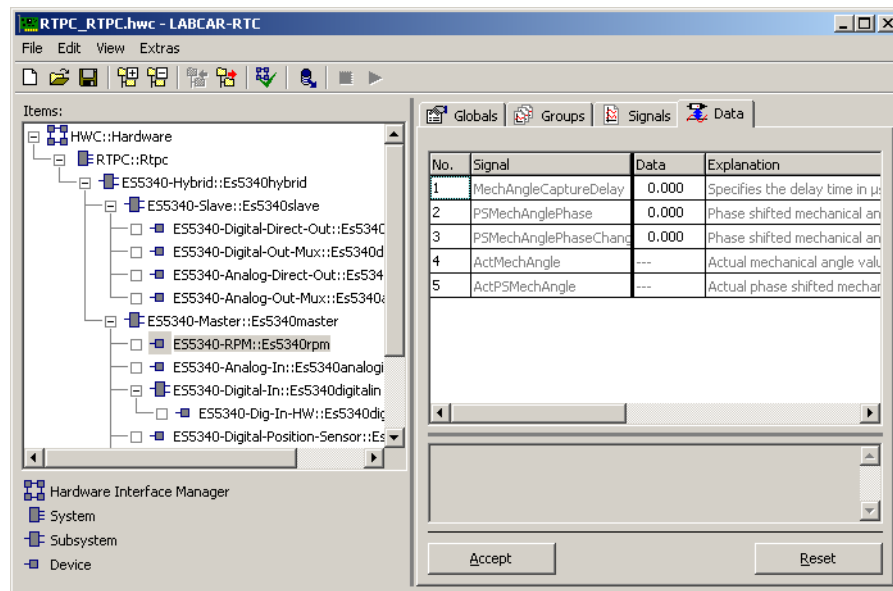 RTPC_RTPC.hwc - LABCAR-RTC
File Edit View Extras
Items:
HWC::Hardware
RTPC::Rtpc
ES5340-Hybrid::Es5340hybrid
ES5340-Slave::Es5340slave
ES5340-Digital-Direct-Out::Es5340
ES5340-Digital-Out-Mux::Es5340d
ES5340-Analog-Direct-Out::Es534
ES5340-Analog-Out-Mux::Es5340a
ES5340-Master::Es5340master
ES5340-RPM::Es5340rpm
ES5340-Analog-In::Es5340analogi
ES5340-Digital-In::Es5340digitalin
ES5340-Dig-In-HW::Es5340dig
ES5340-Digital-Position-Sensor::Es
Hardware Interface Manager
System
Subsystem
Device
Globals Groups Signals Data
No. Signal Data Explanation
1 MechAngleCaptureDelay 0.000 Specifies the delay time in µs
2 PSMechAnglePhase 0.000 Phase shifted mechanical an
3 PSMechAnglePhaseChang 0.000 Phase shifted mechanical an
4 ActMechAngle --- Actual mechanical angle valu
5 ActPSMechAngle --- Actual phase shifted mechan
Accept Reset